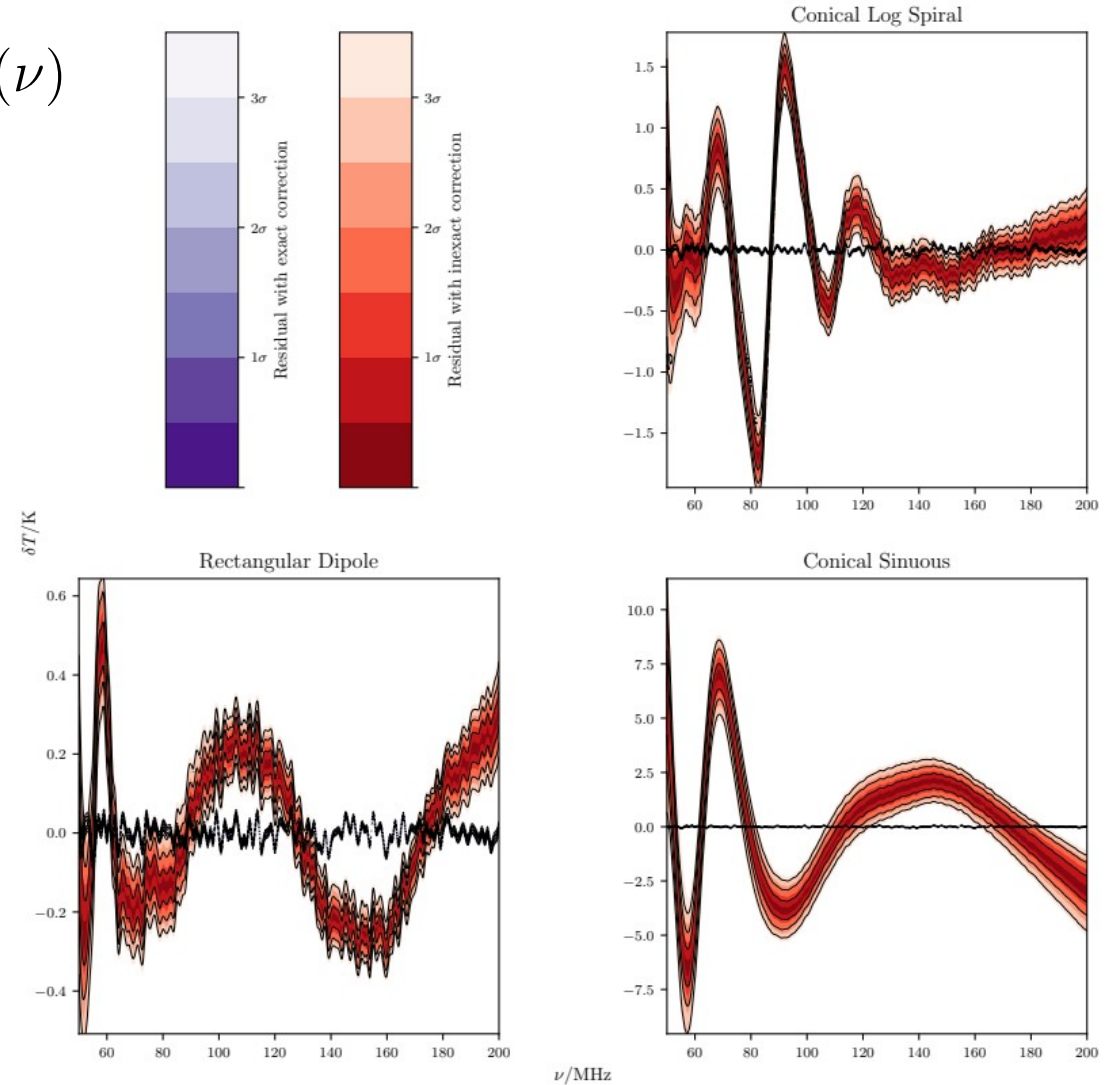 (ν)
3σ
2σ
1σ
Residual with exact correction
3σ
2σ
1σ
Residual with inexact correction
Conical Log Spiral
1.5
1.0
0.5
0.0
−0.5
−1.0
−1.5
60 80 100 120 140 160 180 200
δT/K
Rectangular Dipole
0.6
0.4
0.2
0.0
−0.2
−0.4
60 80 100 120 140 160 180 200
Conical Sinuous
10.0
7.5
5.0
2.5
0.0
−2.5
−5.0
−7.5
60 80 100 120 140 160 180 200
ν/MHz